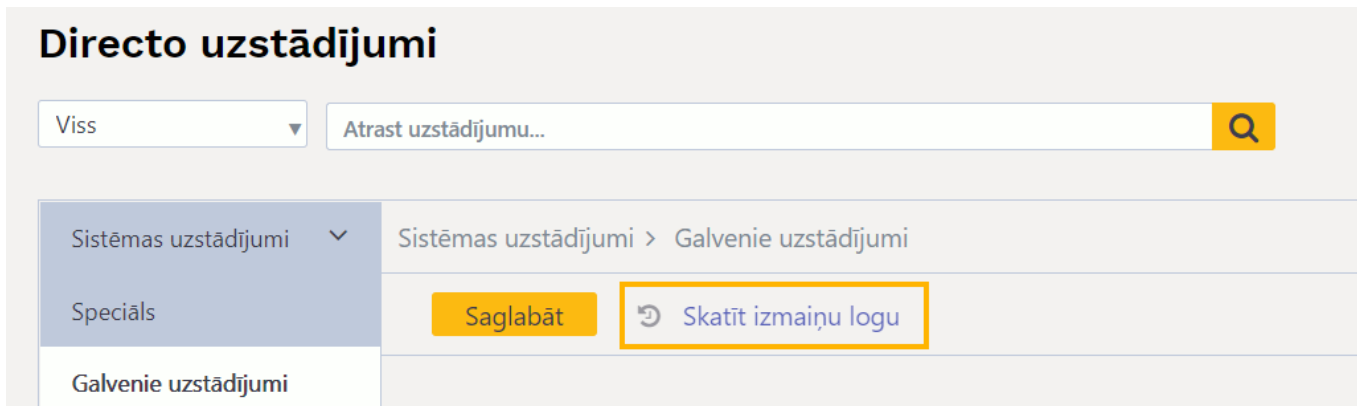 Directo uzstādījumi
Viss
Atrast uzstādījumu...
Sistēmas uzstādījumi
Sistēmas uzstādījumi > Galvenie uzstādījumi
Speciāls
Saglabāt
Skatīt izmaiņu logu
Galvenie uzstādījumi